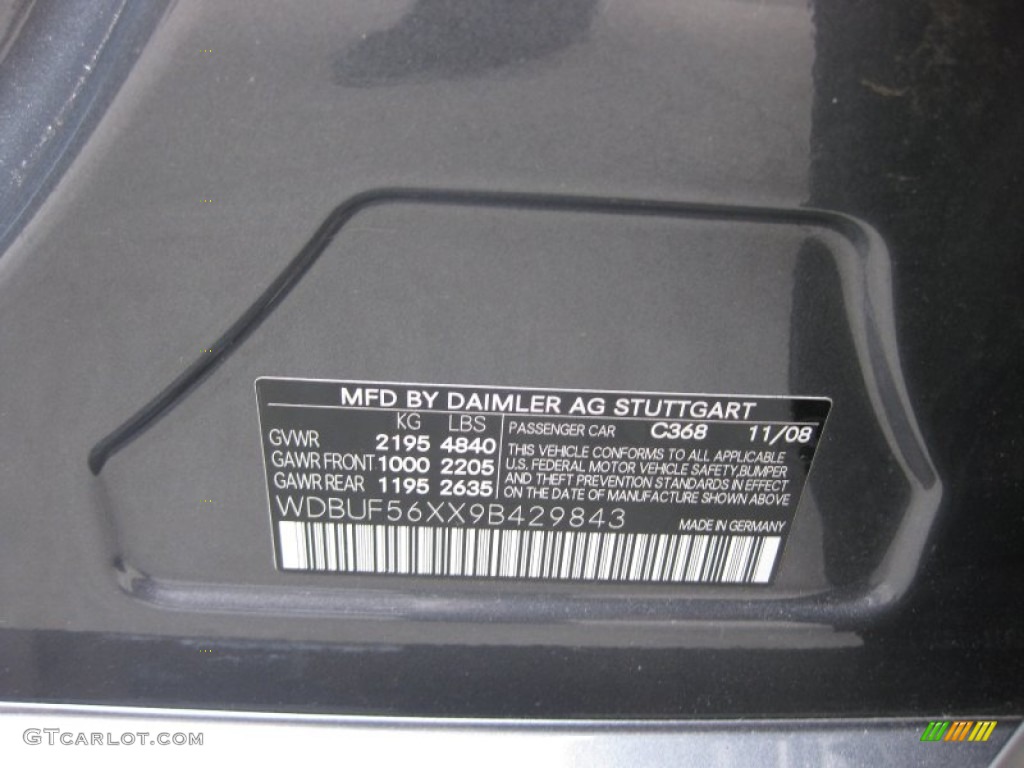 MFD BY DAIMLER AG STUTTGART
KG LBS
GVWR 2195 4840
GAWR FRONT 1000 2205
GAWR REAR 1195 2635
PASSENGER CAR C368 11/08
THIS VEHICLE CONFORMS TO ALL APPLICABLE
U.S. FEDERAL MOTOR VEHICLE SAFETY, BUMPER
AND THEFT PREVENTION STANDARDS IN EFFECT
ON THE DATE OF MANUFACTURE SHOWN ABOVE
WDBUF56XX9B429843
MADE IN GERMANY
GTCARLOT.COM